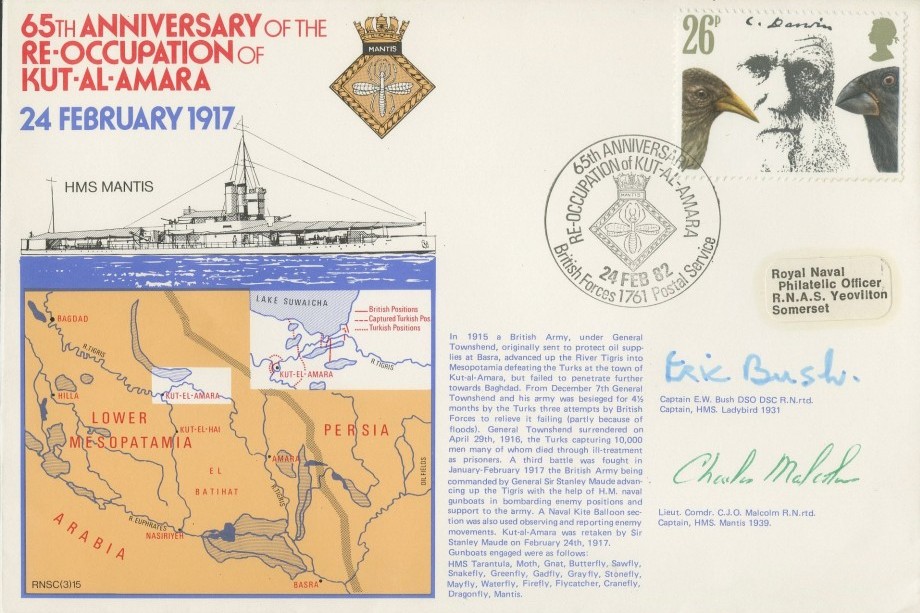 65TH ANNIVERSARY OF THE
RE-OCCUPATION OF
KUT-AL-AMARA
24 FEBRUARY 1917
MANTIS
HMS MANTIS
26P
C. Darwin
65th ANNIVERSARY
RE-OCCUPATION of KUT-AL-AMARA
MANTIS
24 FEB 82
British Forces 1761 Postal Service
Royal Naval
Philatelic Officer,
R.N.A.S. Yeovilton
Somerset
LAKE SUWAICHA
British Positions
Captured Turkish Pos.
Turkish Positions
R. TIGRIS
KUT-EL-AMARA
BAGDAD
R. TIGRIS
HILLA
KUT-EL-AMARA
LOWER
MESOPATAMIA
KUT-EL-HAI
PERSIA
AMARA
EL
BATIHAT
OIL FIELDS
ARABIA
R. EUPHRATES
NASIRIYEH
BASRA
RNSC(3)15
In 1915 a British Army, under General
Townshend, originally sent to protect oil supp-
lies at Basra, advanced up the River Tigris into
Mesopotamia defeating the Turks at the town of
Kut-al-Amara, but failed to penetrate further
towards Baghdad. From December 7th General
Townshend and his army was besieged for 4½
months by the Turks three attempts by British
Forces to relieve it failing (partly because of
floods). General Townshend surrendered on
April 29th, 1916, the Turks capturing 10,000
men many of whom died through ill-treatment
as prisoners. A third battle was fought in
January-February 1917 the British Army being
commanded by General Sir Stanley Maude advan-
cing up the Tigris with the help of H.M. naval
gunboats in bombarding enemy positions and
support to the army. A Naval Kite Balloon sec-
tion was also used observing and reporting enemy
movements. Kut-al-Amara was retaken by Sir
Stanley Maude on February 24th, 1917.
Gunboats engaged were as follows:
HMS Tarantula, Moth, Gnat, Butterfly, Sawfly,
Snakefly, Greenfly, Gadfly, Grayfly, Stonefly,
Mayfly, Waterfly, Firefly, Flycatcher, Cranefly,
Dragonfly, Mantis.
Eric Bush.
Captain E.W. Bush DSO DSC R.N.rtd.
Captain, HMS. Ladybird 1931
Charles Malcolm
Lieut. Comdr. C.J.O. Malcolm R.N.rtd.
Captain, HMS. Mantis 1939.